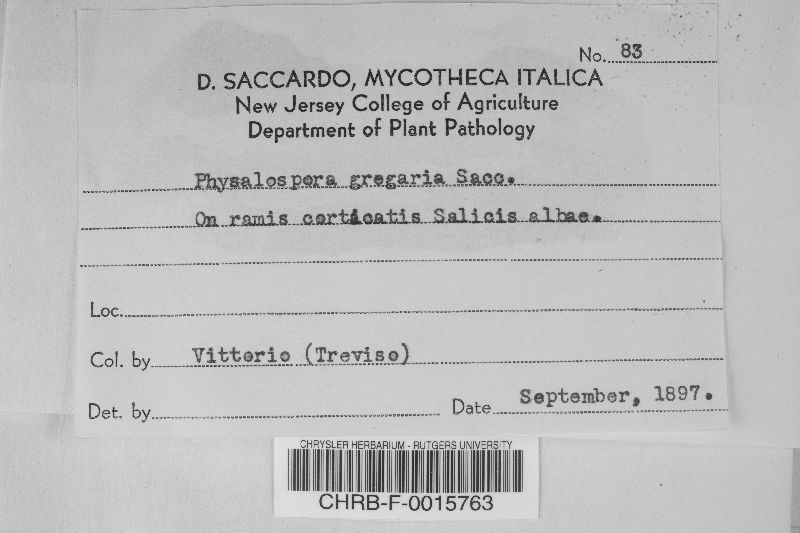 No. 83
D. SACCARDO, MYCOTHECA ITALICA
New Jersey College of Agriculture
Department of Plant Pathology
Physalospora gregaria Sacc.
On ramis corticatis Salicis albae.
Loc.
Col. by Vittorio (Treviso)
Det. by Date September, 1897.
CHRYSLER HERBARIUM - RUTGERS UNIVERSITY
CHRB-F-0015763